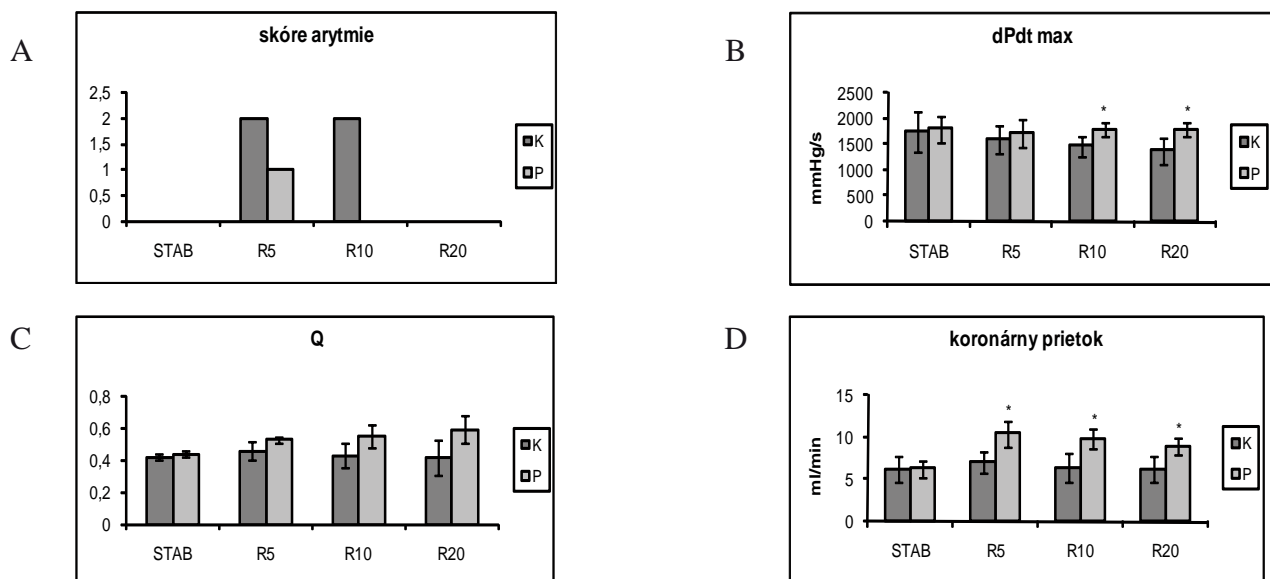 A
skóre arytmie
2,5
2
1,5
1
0,5
0
STAB R5 R10 R20
K
P
B
dPdt max
mmHg/s
2500
2000
1500
1000
500
0
* *
STAB R5 R10 R20
K
P
C
Q
0,8
0,6
0,4
0,2
0
STAB R5 R10 R20
K
P
D
koronárny prietok
ml/min
15
10
5
0
* * *
STAB R5 R10 R20
K
P